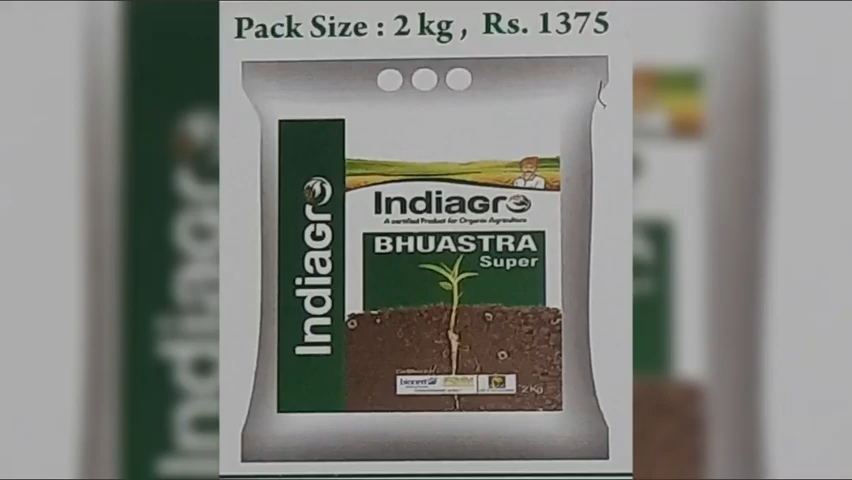 Pack Size : 2 kg , Rs. 1375
Indiagro
Indiagro
A certified Product for Organic Agriculture
BHUASTRA
Super
2 Kg